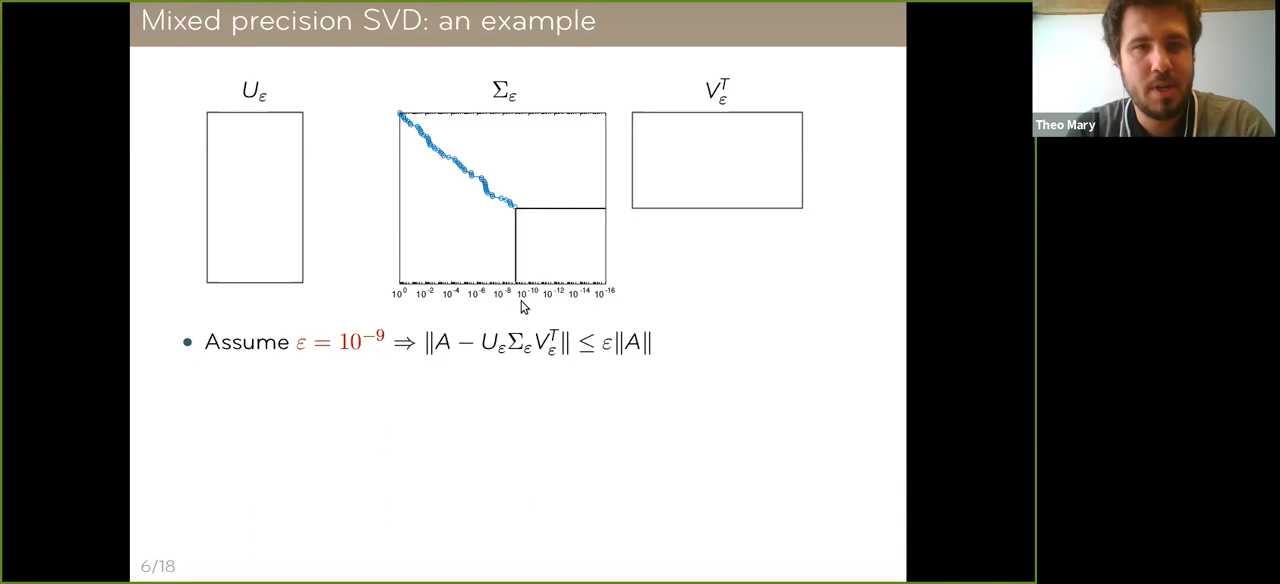 Mixed precision SVD: an example
U_ε Σ_ε V_ε^T
10^0 10^-2 10^-4 10^-6 10^-8 10^-10 10^-12 10^-14 10^-16
• Assume ε = 10^−9 ⇒ ‖A − U_εΣ_εV_ε^T‖ ≤ ε‖A‖
6/18
Theo Mary